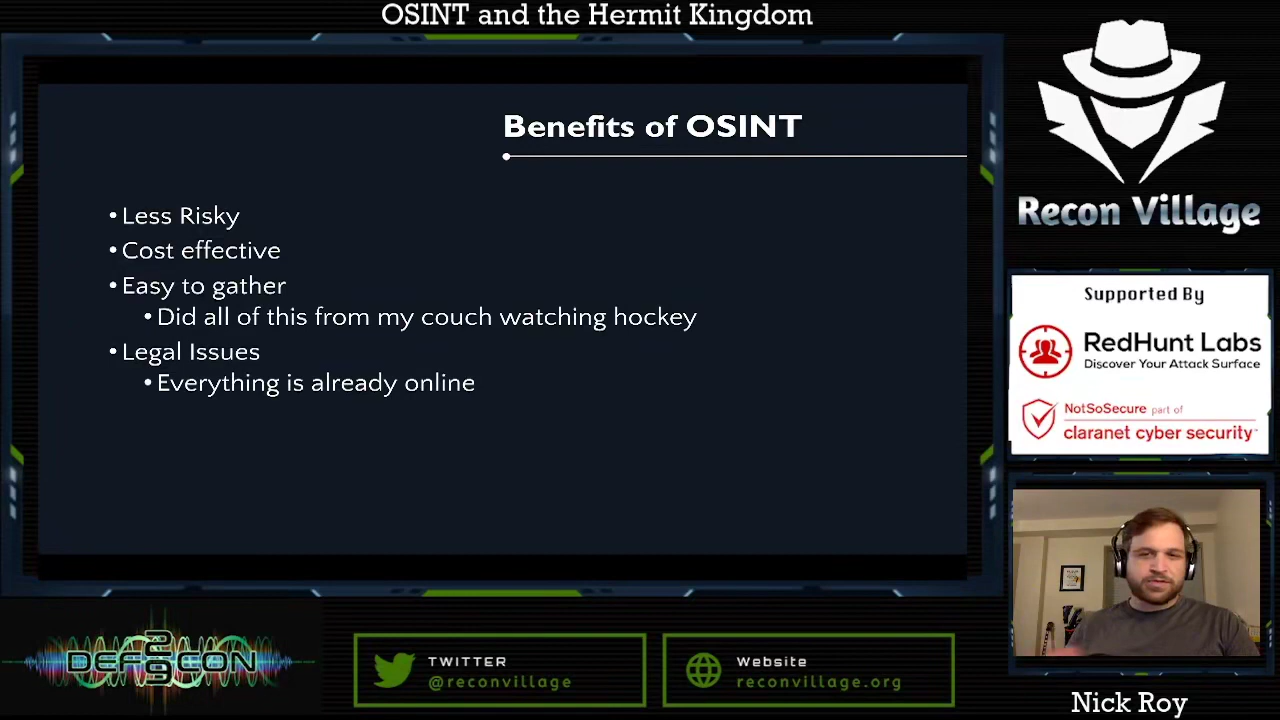 OSINT and the Hermit Kingdom
Benefits of OSINT
• Less Risky
• Cost effective
• Easy to gather
• Did all of this from my couch watching hockey
• Legal Issues
• Everything is already online
Recon Village
Supported By
RedHunt Labs
Discover Your Attack Surface
NotSoSecure part of
claranet cyber security
DEF CON
29
TWITTER
@reconvillage
Website
reconvillage.org
Nick Roy